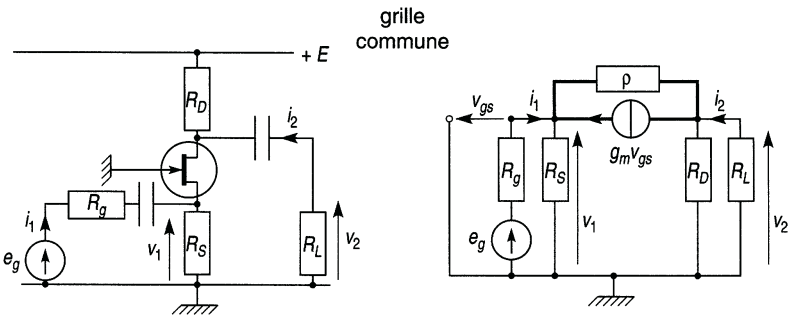 grille
commune
+ E
R_D
i_2
R_g
i_1
e_g
v_1
R_S
R_L
v_2
ρ
v_gs
i_1
i_2
g_m v_gs
R_g
R_S
R_D
R_L
e_g
v_1
v_2